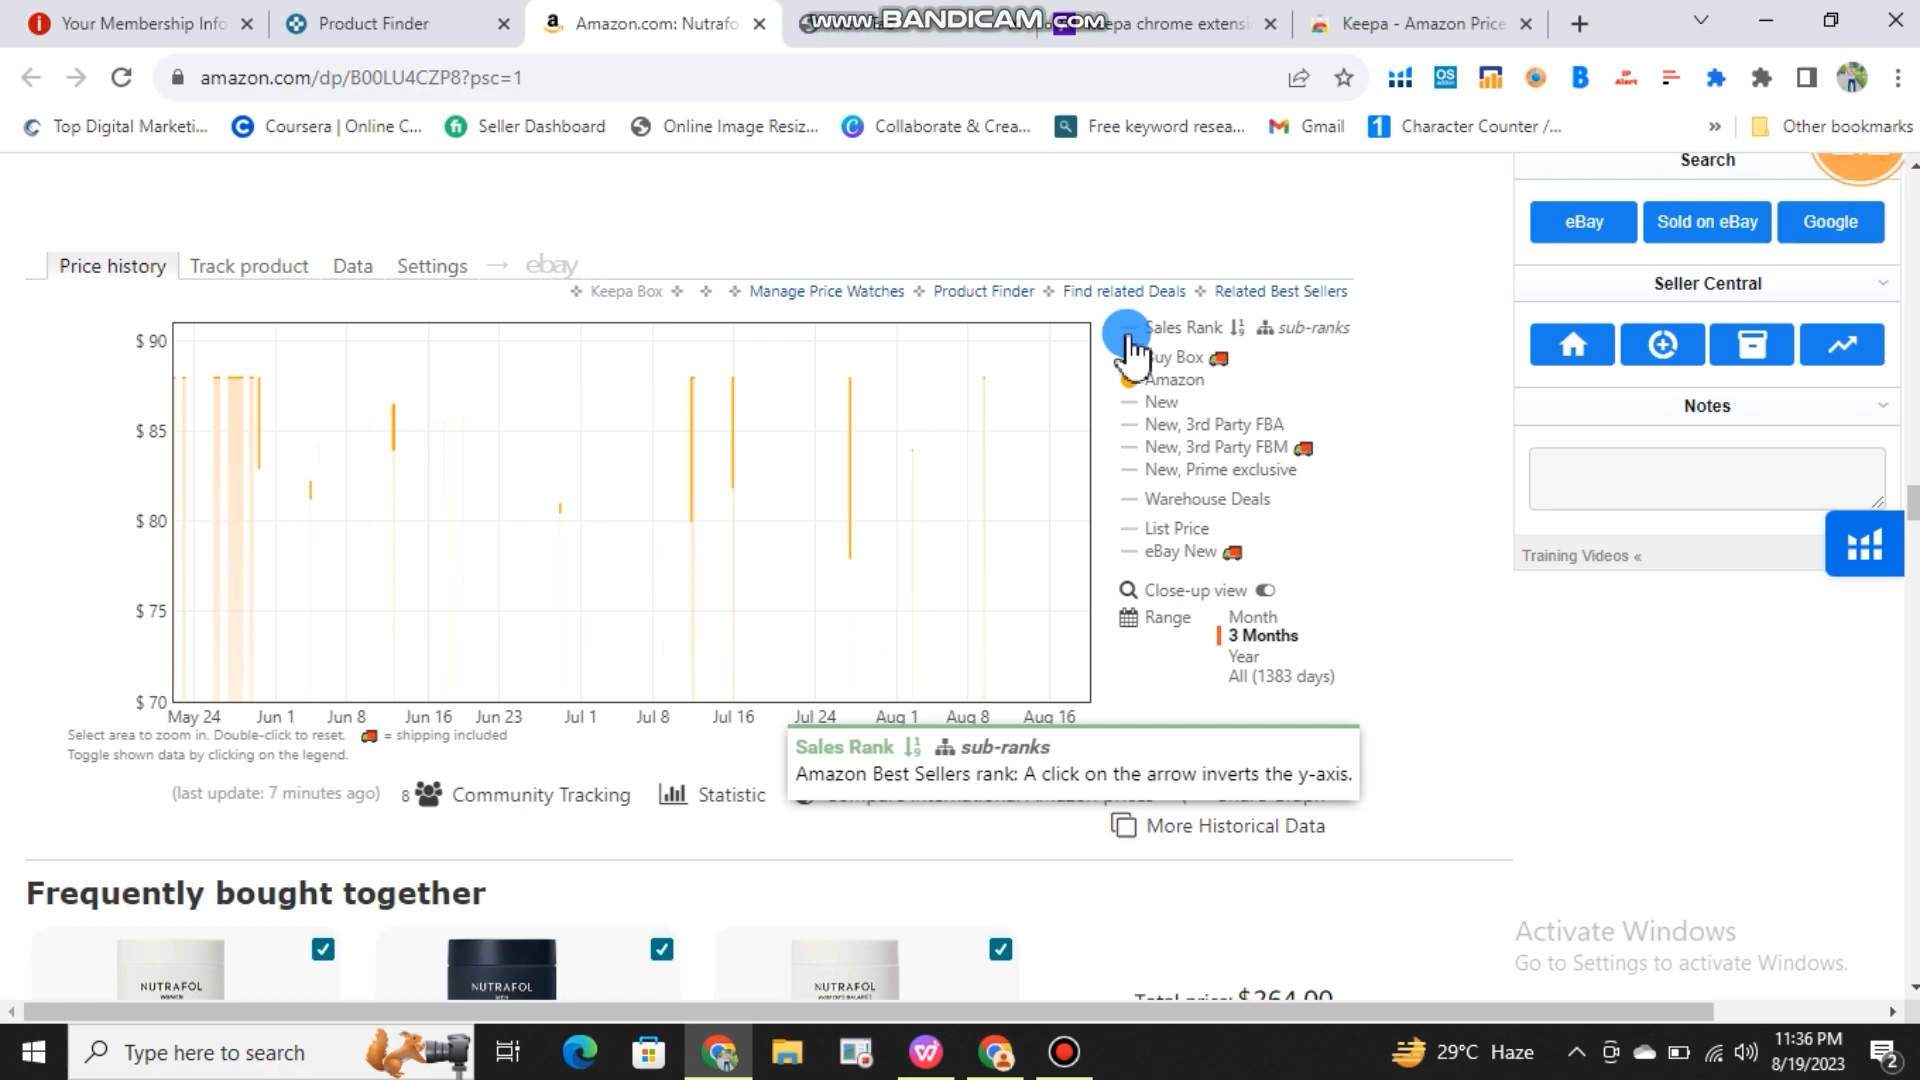 Your Membership Info
Product Finder
Amazon.com: Nutrafo
www.BANDICAM.com
epa chrome extensi
Keepa - Amazon Price
amazon.com/dp/B00LU4CZP8?psc=1
Top Digital Marketi...
Coursera | Online C...
Seller Dashboard
Online Image Resiz...
Collaborate & Crea...
Free keyword resea...
Gmail
Character Counter /...
»
Other bookmarks
Search
eBay
Sold on eBay
Google
Price history
Track product
Data
Settings
ebay
Keepa Box
Manage Price Watches
Product Finder
Find related Deals
Related Best Sellers
Seller Central
Sales Rank
sub-ranks
Buy Box
Amazon
New
New, 3rd Party FBA
New, 3rd Party FBM
New, Prime exclusive
Warehouse Deals
List Price
eBay New
Notes
Training Videos «
Close-up view
Range
Month
3 Months
Year
All (1383 days)
$ 90
$ 85
$ 80
$ 75
$ 70
May 24 Jun 1 Jun 8 Jun 16 Jun 23 Jul 1 Jul 8 Jul 16 Jul 24 Aug 1 Aug 8 Aug 16
Select area to zoom in. Double-click to reset. = shipping included
Toggle shown data by clicking on the legend.
Sales Rank sub-ranks
Amazon Best Sellers rank: A click on the arrow inverts the y-axis.
(last update: 7 minutes ago)
8 Community Tracking
Statistic
More Historical Data
Frequently bought together
NUTRAFOL
NUTRAFOL
NUTRAFOL
Total price: $264.00
Activate Windows
Go to Settings to activate Windows.
Type here to search
29°C Haze
11:36 PM
8/19/2023
2